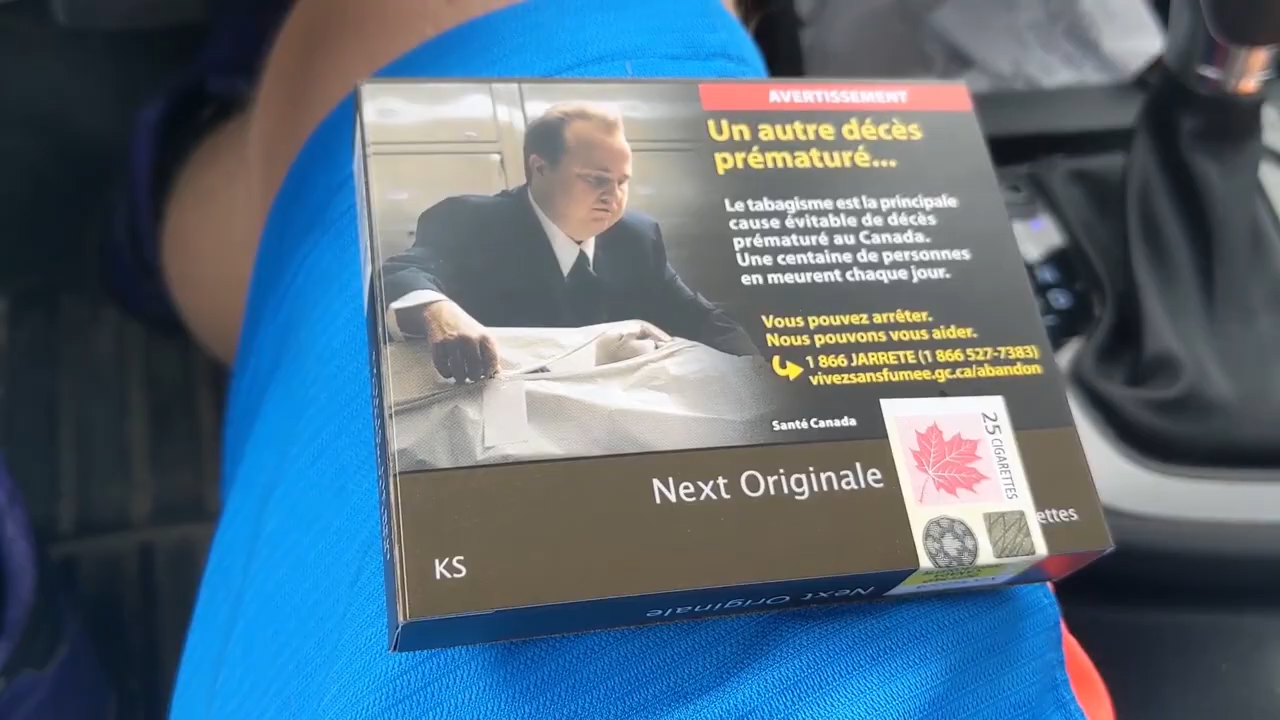 AVERTISSEMENT
Un autre décès
prématuré...
Le tabagisme est la principale
cause évitable de décès
prématuré au Canada.
Une centaine de personnes
en meurent chaque jour.
Vous pouvez arrêter.
Nous pouvons vous aider.
1 866 JARRETE (1 866 527-7383)
vivezsansfumee.gc.ca/abandon
Santé Canada
25 CIGARETTES
Next Originale
ettes
KS
Next Originale